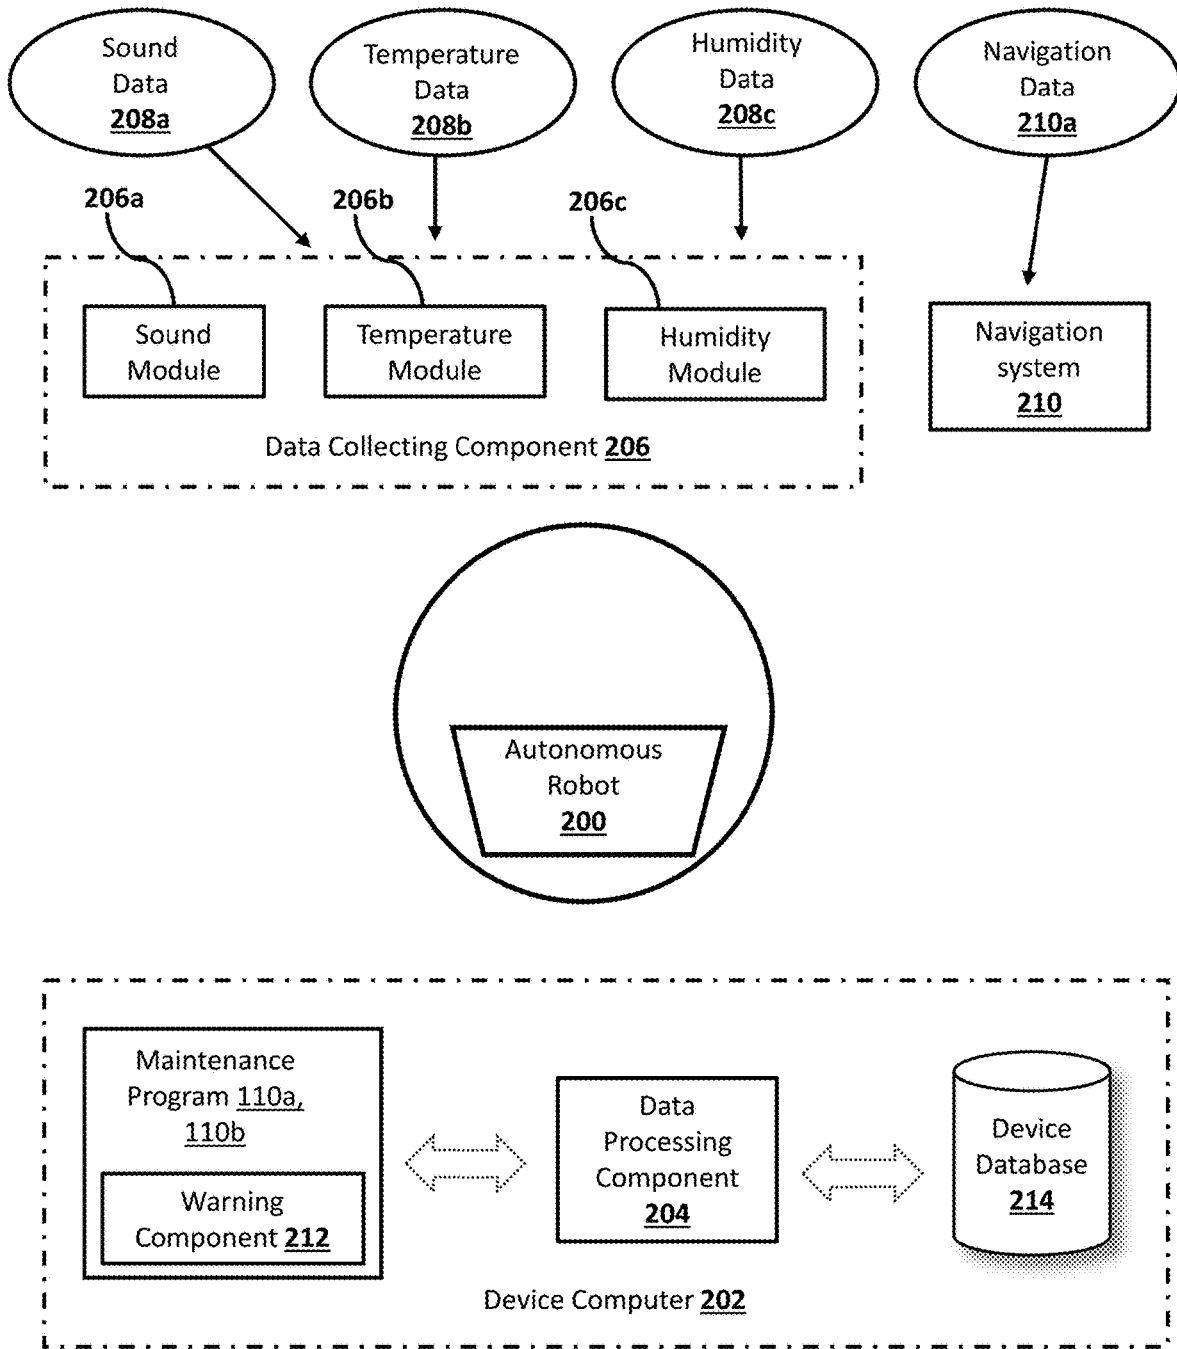 Sound
Data
208a
Temperature
Data
208b
Humidity
Data
208c
Navigation
Data
210a
206a
206b
206c
Sound
Module
Temperature
Module
Humidity
Module
Navigation
system
210
Data Collecting Component 206
Autonomous
Robot
200
Maintenance
Program 110a,
110b
Warning
Component 212
Data
Processing
Component
204
Device
Database
214
Device Computer 202